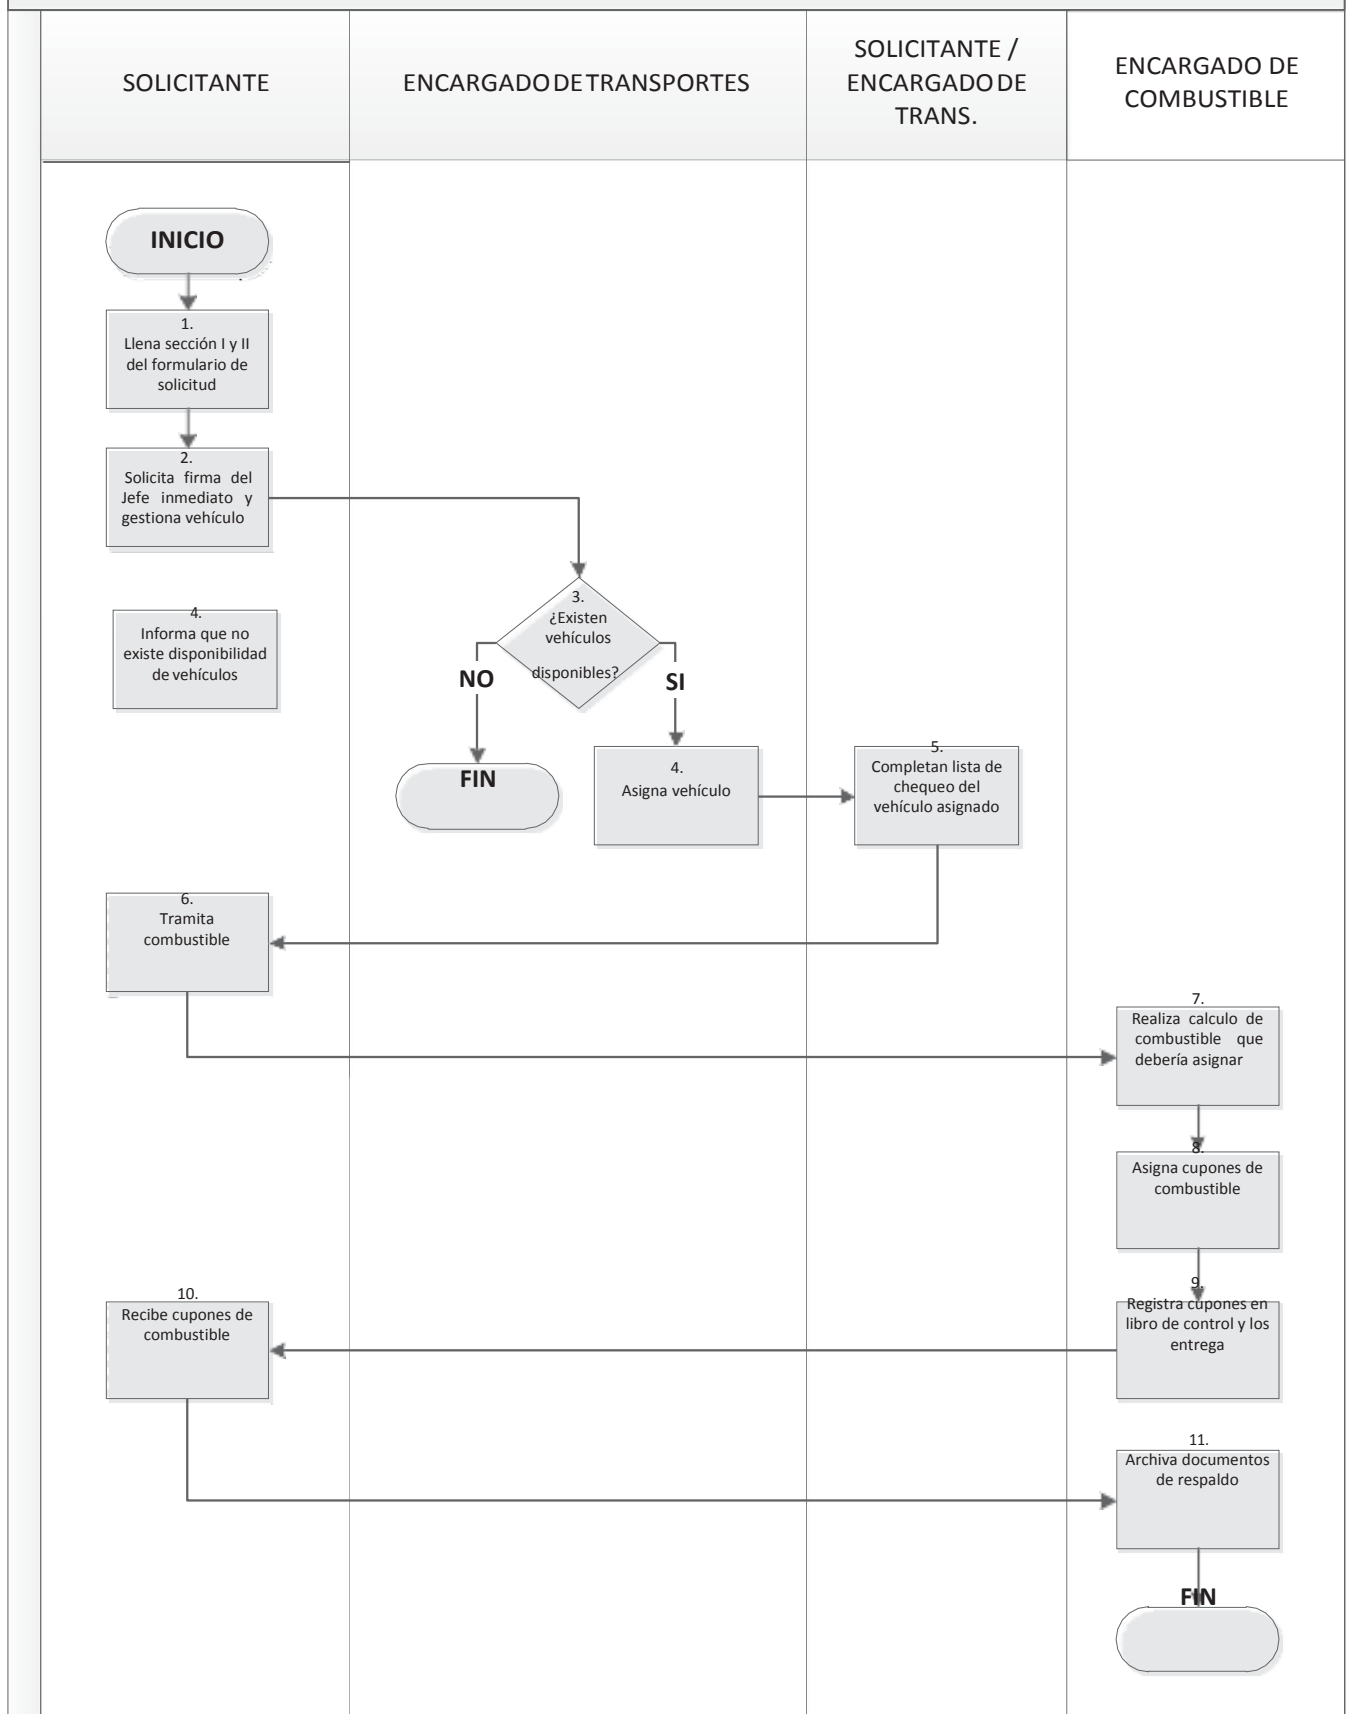 SOLICITANTE
ENCARGADO DE TRANSPORTES
SOLICITANTE /
ENCARGADO DE
TRANS.
ENCARGADO DE
COMBUSTIBLE
INICIO
1.
Llena sección I y II
del formulario de
solicitud
2.
Solicita firma del
Jefe inmediato y
gestiona vehículo
3.
¿Existen
vehículos
disponibles?
4.
Informa que no
existe disponibilidad
de vehículos
NO
SI
FIN
4.
Asigna vehículo
5.
Completan lista de
chequeo del
vehículo asignado
6.
Tramita
combustible
7.
Realiza calculo de
combustible que
debería asignar
8.
Asigna cupones de
combustible
9.
Registra cupones en
libro de control y los
entrega
10.
Recibe cupones de
combustible
11.
Archiva documentos
de respaldo
FIN